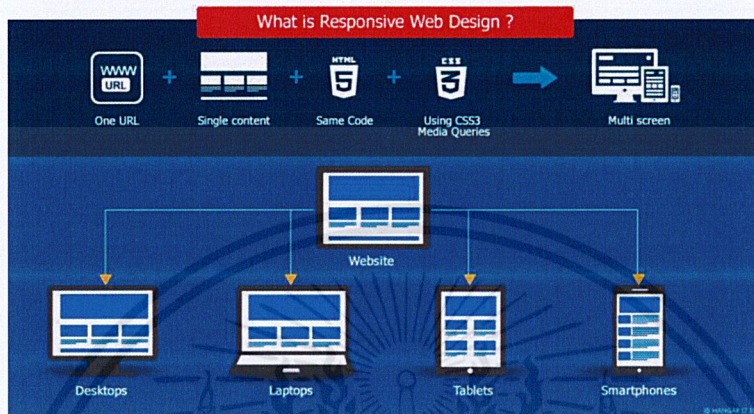 What is Responsive Web Design ?
WWW
URL
HTML
5
CSS
3
One URL
Single content
Same Code
Using CSS3
Media Queries
Multi screen
Website
Desktops
Laptops
Tablets
Smartphones